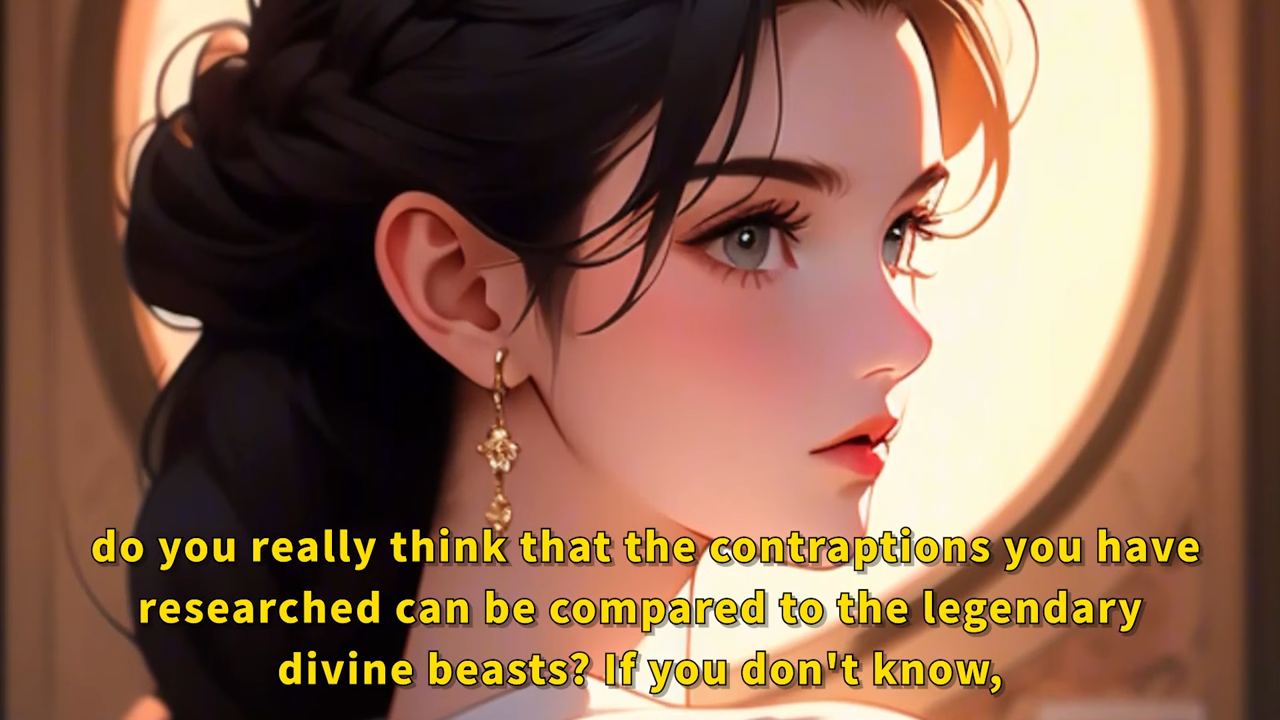 do you really think that the contraptions you have
researched can be compared to the legendary
divine beasts? If you don't know,